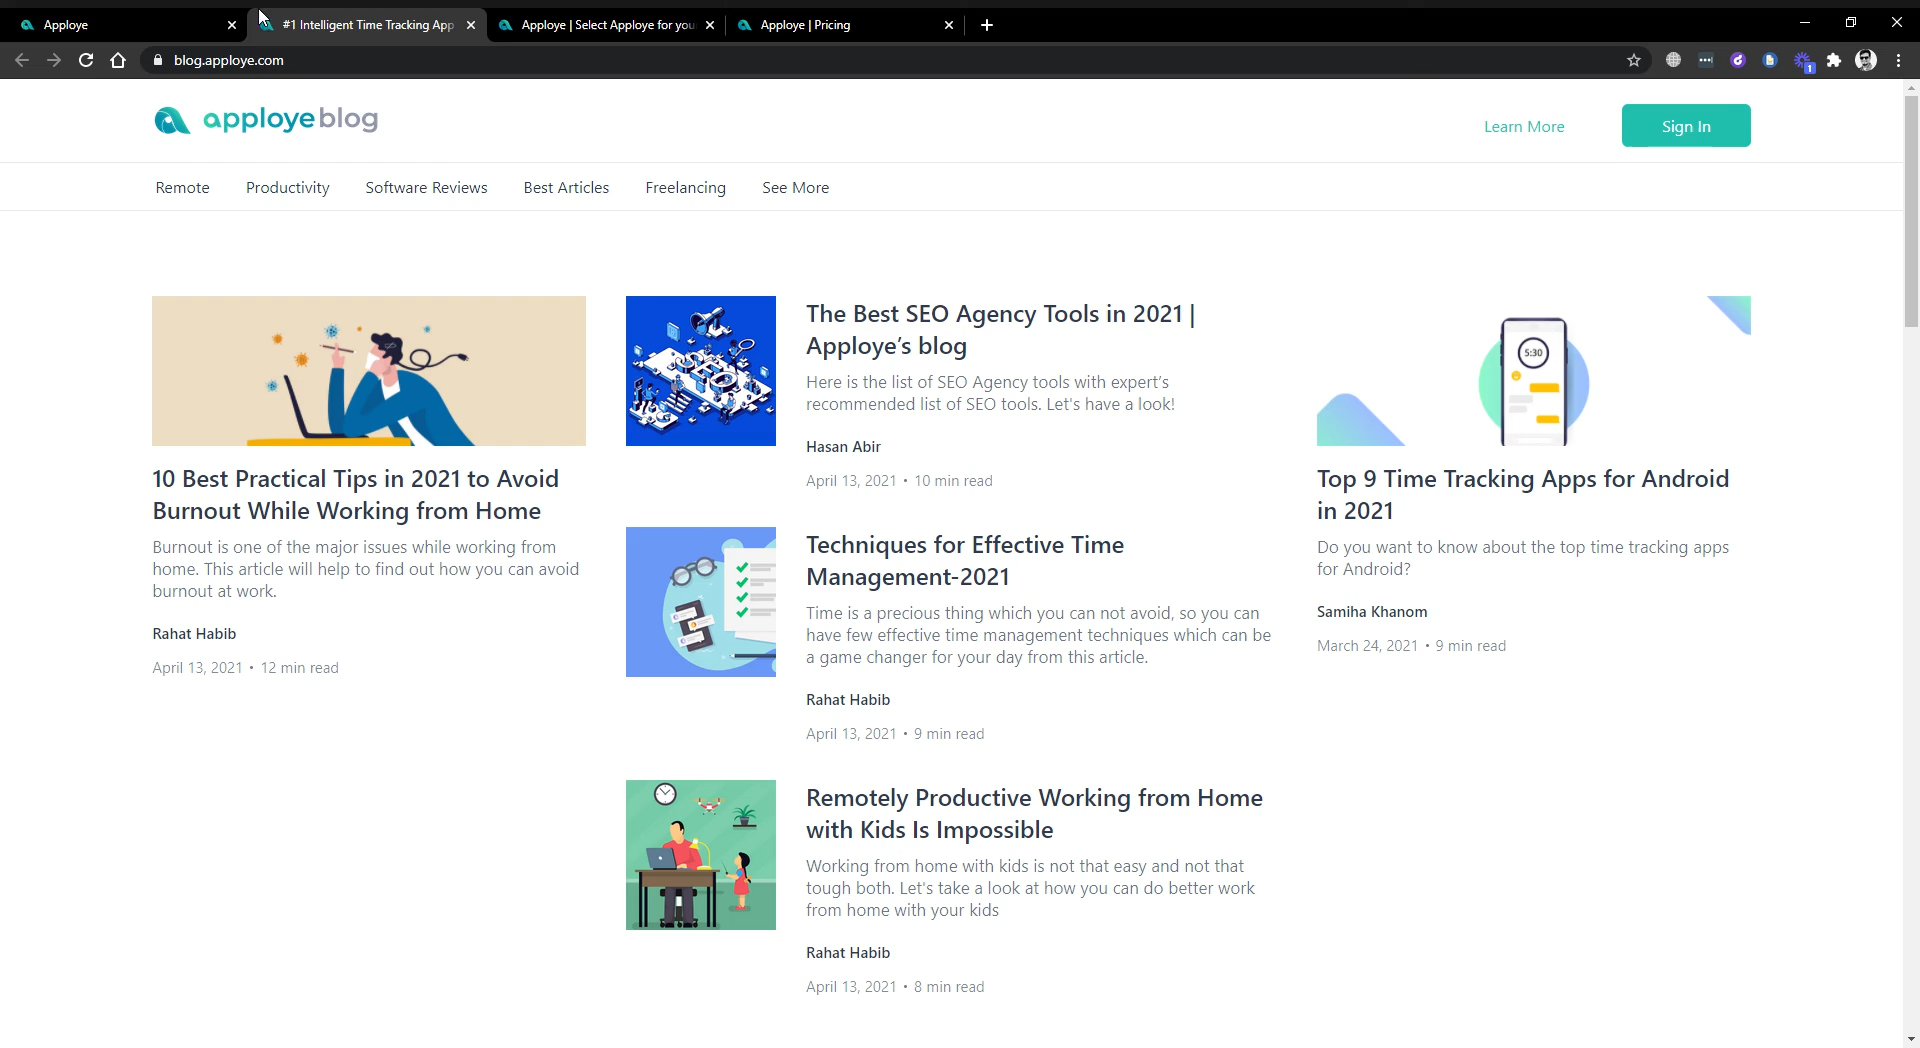 Apploye
#1 Intelligent Time Tracking App
Apploye | Select Apploye for you
Apploye | Pricing
blog.apploye.com
1
apployeblog
Learn More
Sign In
Remote
Productivity
Software Reviews
Best Articles
Freelancing
See More
10 Best Practical Tips in 2021 to Avoid
Burnout While Working from Home
Burnout is one of the major issues while working from
home. This article will help to find out how you can avoid
burnout at work.
Rahat Habib
April 13, 2021 • 12 min read
SEO
The Best SEO Agency Tools in 2021 |
Apploye’s blog
Here is the list of SEO Agency tools with expert’s
recommended list of SEO tools. Let's have a look!
Hasan Abir
April 13, 2021 • 10 min read
Techniques for Effective Time
Management-2021
Time is a precious thing which you can not avoid, so you can
have few effective time management techniques which can be
a game changer for your day from this article.
Rahat Habib
April 13, 2021 • 9 min read
Remotely Productive Working from Home
with Kids Is Impossible
Working from home with kids is not that easy and not that
tough both. Let's take a look at how you can do better work
from home with your kids
Rahat Habib
April 13, 2021 • 8 min read
5:30
Top 9 Time Tracking Apps for Android
in 2021
Do you want to know about the top time tracking apps
for Android?
Samiha Khanom
March 24, 2021 • 9 min read